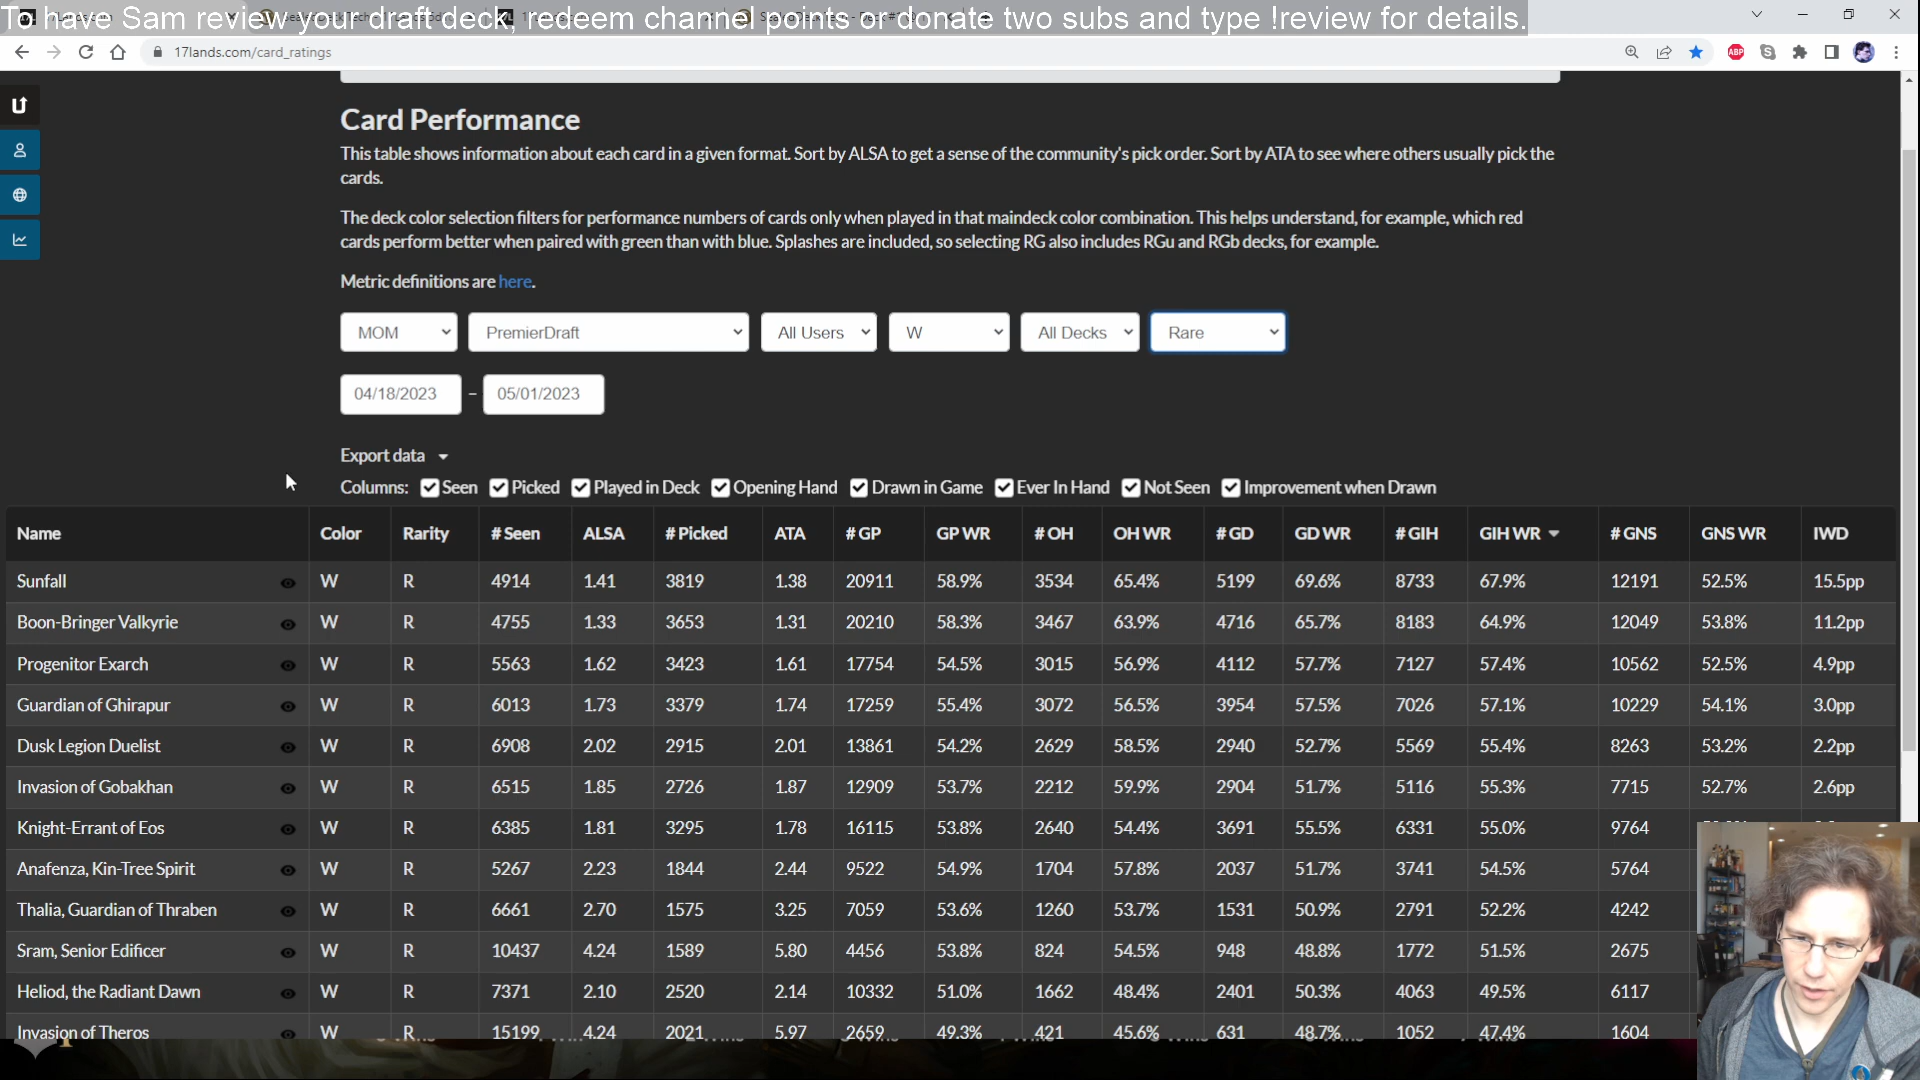 To have Sam review your draft deck, redeem channel points or donate two subs and type !review for details.
17lands.com/card_ratings
ABP
Card Performance
This table shows information about each card in a given format. Sort by ALSA to get a sense of the community's pick order. Sort by ATA to see where others usually pick the
cards.
The deck color selection filters for performance numbers of cards only when played in that maindeck color combination. This helps understand, for example, which red
cards perform better when paired with green than with blue. Splashes are included, so selecting RG also includes RGu and RGb decks, for example.
Metric definitions are here.
MOM PremierDraft All Users W All Decks Rare
04/18/2023 – 05/01/2023
Export data
Columns: Seen Picked Played in Deck Opening Hand Drawn in Game Ever In Hand Not Seen Improvement when Drawn
Name Color Rarity # Seen ALSA # Picked ATA # GP GP WR # OH OH WR # GD GD WR # GIH GIH WR # GNS GNS WR IWD
Sunfall W R 4914 1.41 3819 1.38 20911 58.9% 3534 65.4% 5199 69.6% 8733 67.9% 12191 52.5% 15.5pp
Boon-Bringer Valkyrie W R 4755 1.33 3653 1.31 20210 58.3% 3467 63.9% 4716 65.7% 8183 64.9% 12049 53.8% 11.2pp
Progenitor Exarch W R 5563 1.62 3423 1.61 17754 54.5% 3015 56.9% 4112 57.7% 7127 57.4% 10562 52.5% 4.9pp
Guardian of Ghirapur W R 6013 1.73 3379 1.74 17259 55.4% 3072 56.5% 3954 57.5% 7026 57.1% 10229 54.1% 3.0pp
Dusk Legion Duelist W R 6908 2.02 2915 2.01 13861 54.2% 2629 58.5% 2940 52.7% 5569 55.4% 8263 53.2% 2.2pp
Invasion of Gobakhan W R 6515 1.85 2726 1.87 12909 53.7% 2212 59.9% 2904 51.7% 5116 55.3% 7715 52.7% 2.6pp
Knight-Errant of Eos W R 6385 1.81 3295 1.78 16115 53.8% 2640 54.4% 3691 55.5% 6331 55.0% 9764
Anafenza, Kin-Tree Spirit W R 5267 2.23 1844 2.44 9522 54.9% 1704 57.8% 2037 51.7% 3741 54.5% 5764
Thalia, Guardian of Thraben W R 6661 2.70 1575 3.25 7059 53.6% 1260 53.7% 1531 50.9% 2791 52.2% 4242
Sram, Senior Edificer W R 10437 4.24 1589 5.80 4456 53.8% 824 54.5% 948 48.8% 1772 51.5% 2675
Heliod, the Radiant Dawn W R 7371 2.10 2520 2.14 10332 51.0% 1662 48.4% 2401 50.3% 4063 49.5% 6117
Invasion of Theros W R 15199 4.24 2021 5.97 2659 49.3% 421 45.6% 631 48.7% 1052 47.4% 1604